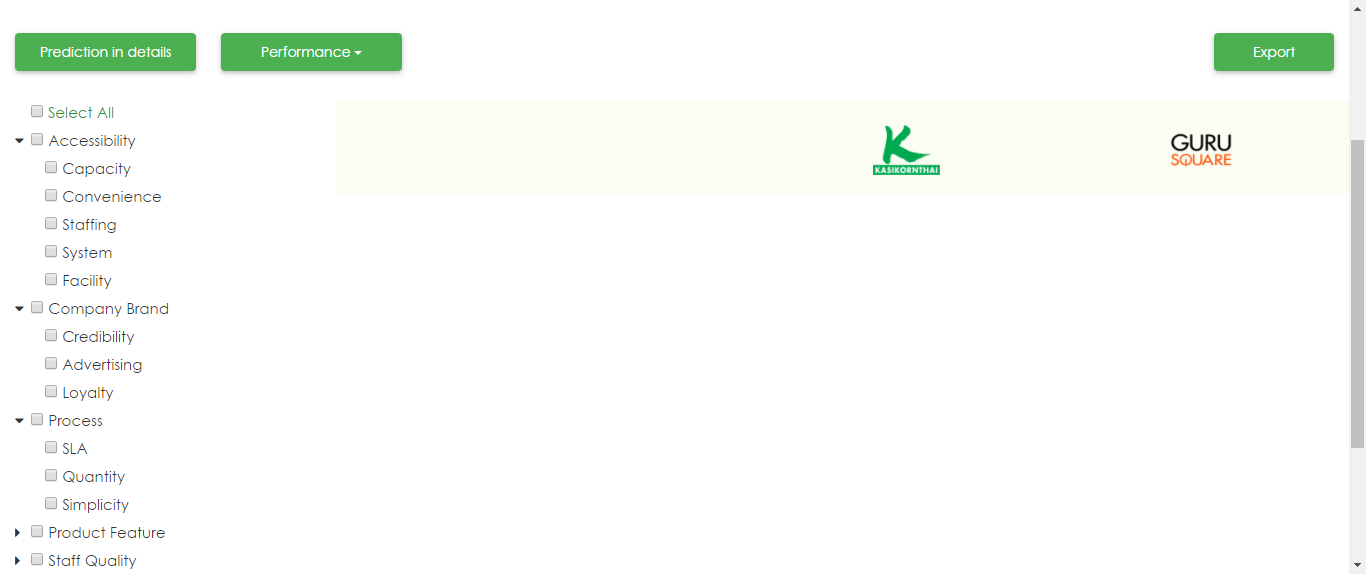 Prediction in details
Performance
Export
Select All
Accessibility
Capacity
Convenience
Staffing
System
Facility
Company Brand
Credibility
Advertising
Loyalty
Process
SLA
Quantity
Simplicity
Product Feature
Staff Quality
K
KASIKORNTHAI
GURU
SQUARE